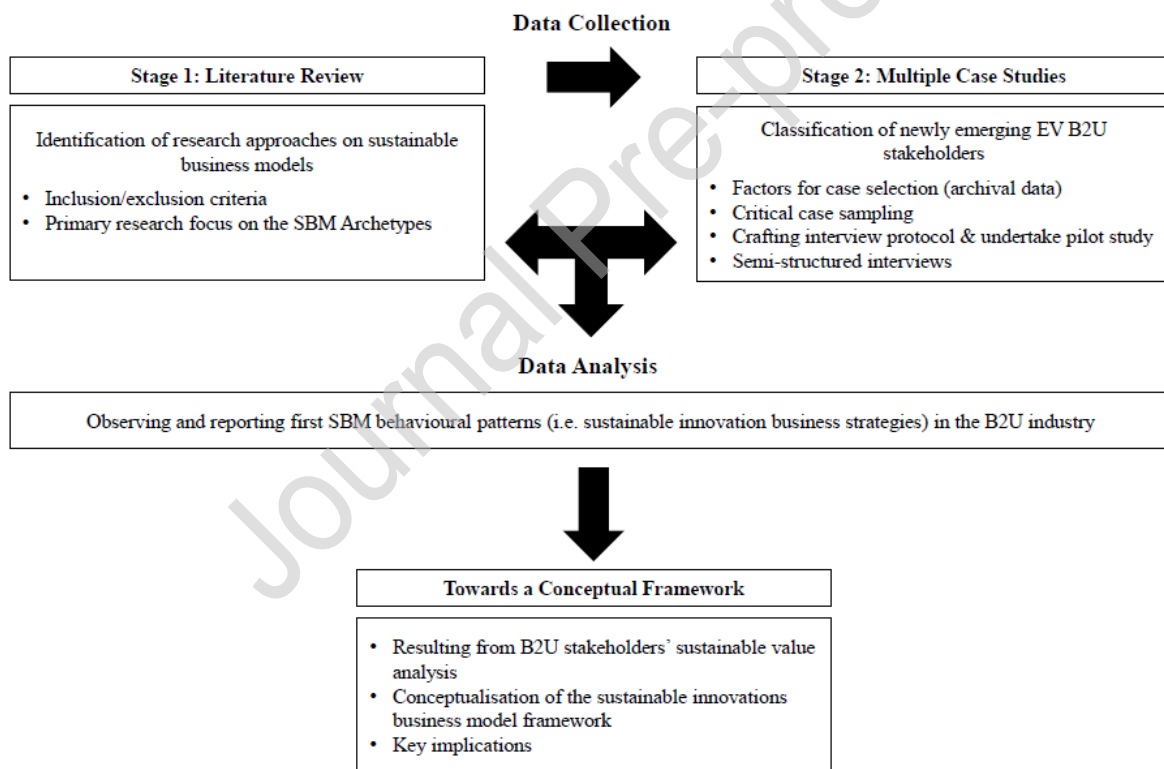 Data Collection
Stage 1: Literature Review
Identification of research approaches on sustainable
business models
• Inclusion/exclusion criteria
• Primary research focus on the SBM Archetypes
Stage 2: Multiple Case Studies
Classification of newly emerging EV B2U
stakeholders
• Factors for case selection (archival data)
• Critical case sampling
• Crafting interview protocol & undertake pilot study
• Semi-structured interviews
Data Analysis
Observing and reporting first SBM behavioural patterns (i.e. sustainable innovation business strategies) in the B2U industry
Towards a Conceptual Framework
• Resulting from B2U stakeholders’ sustainable value
analysis
• Conceptualisation of the sustainable innovations
business model framework
• Key implications
Journal Pre-pr